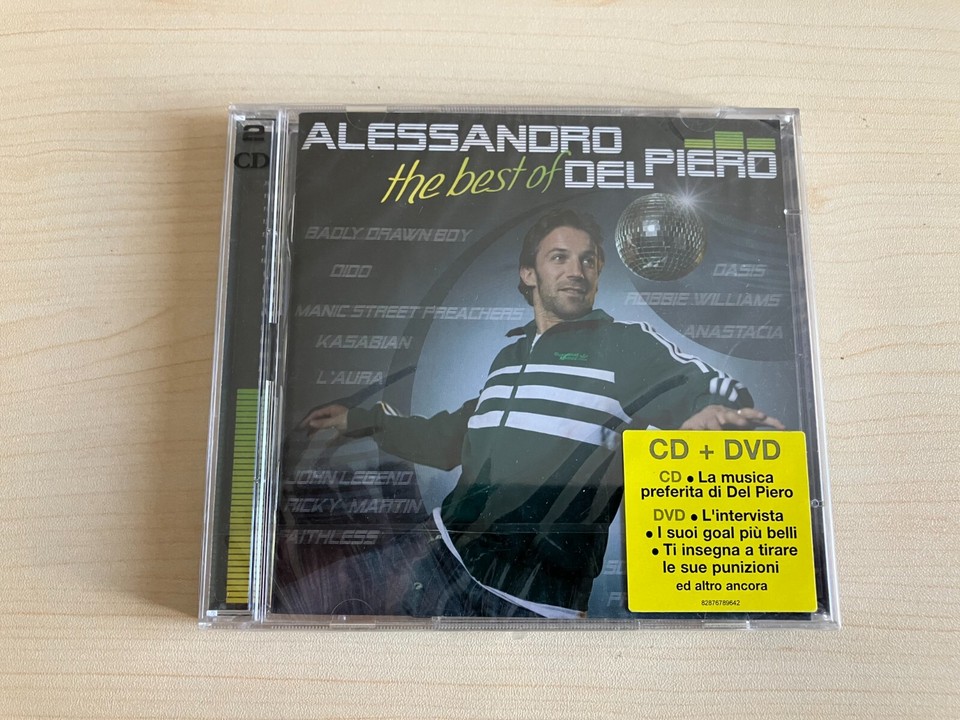 2
CD
ALESSANDRO
the best of DEL PIERO
BADLY DRAWN BOY
DIDO
OASIS
ROBBIE WILLIAMS
MANIC STREET PREACHERS
ANASTACIA
KASABIAN
L'AURA
JOHN LEGEND
RICKY MARTIN
FAITHLESS
CD + DVD
CD • La musica
preferita di Del Piero
DVD • L'intervista
• I suoi goal più belli
• Ti insegna a tirare
le sue punizioni
ed altro ancora
82876789642